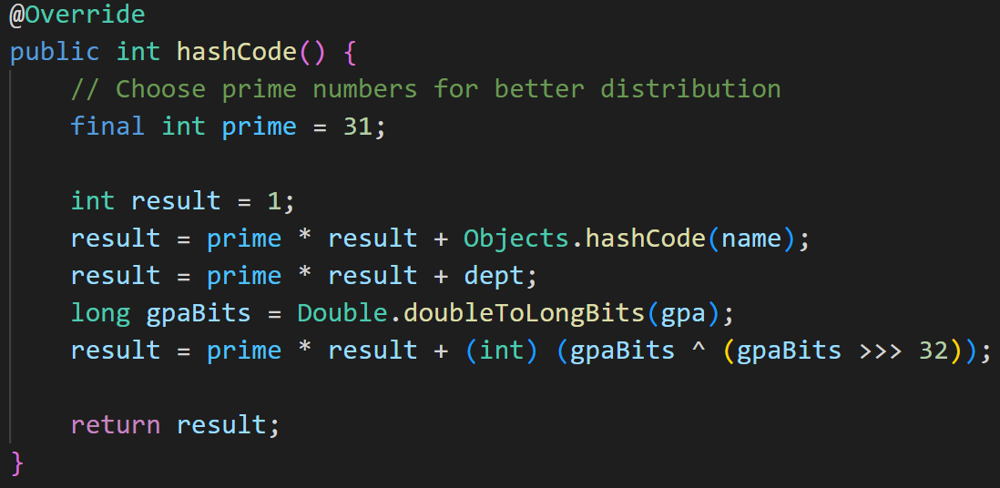 @Override
public int hashCode() {
    // Choose prime numbers for better distribution
    final int prime = 31;
    int result = 1;
    result = prime * result + Objects.hashCode(name);
    result = prime * result + dept;
    long gpaBits = Double.doubleToLongBits(gpa);
    result = prime * result + (int) (gpaBits ^ (gpaBits >>> 32));
    return result;
}